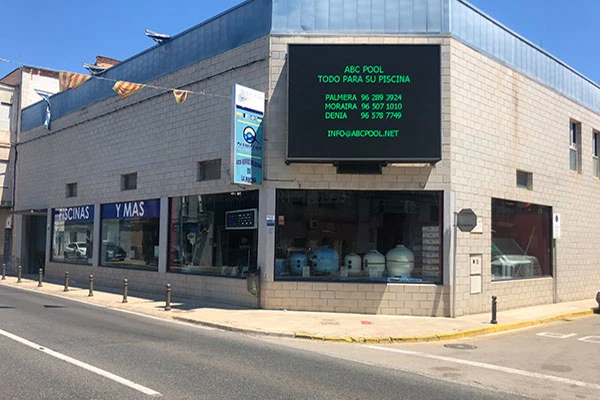 ABC POOL
TODO PARA SU PISCINA
PALMERA 96 289 3924
MORAIRA 96 507 1010
DENIA 96 578 7749
INFO@ABCPOOL.NET
PISCINAS
Y MAS